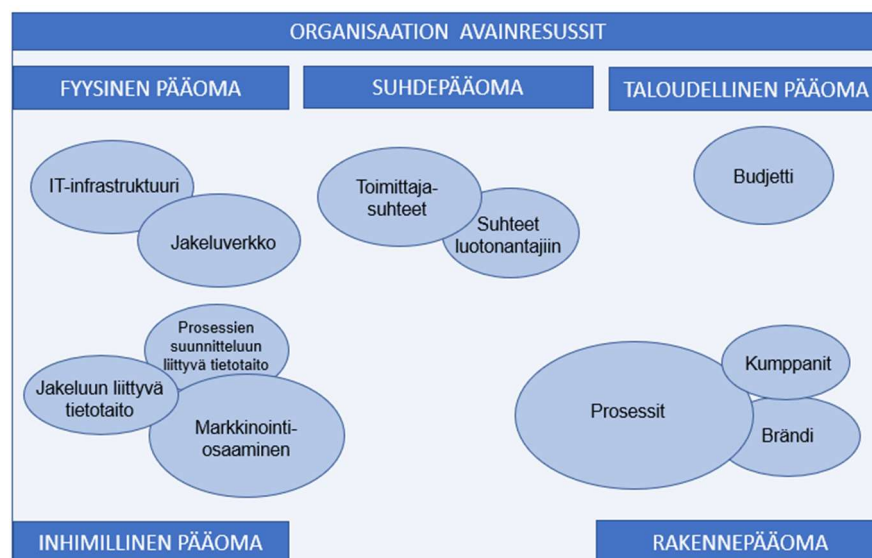 ORGANISAATION AVAINRESUSSIT
FYYSINEN PÄÄOMA
SUHDEPÄÄOMA
TALOUDELLINEN PÄÄOMA
IT-infrastruktuuri
Jakeluverkko
Toimittaja-
suhteet
Suhteet
luotonantajiin
Budjetti
Prosessien
suunnitteluun
liittyvä tietotaito
Jakeluun liittyvä
tietotaito
Markkinointi-
osaaminen
Prosessit
Kumppanit
Brändi
INHIMILLINEN PÄÄOMA
RAKENNEPÄÄOMA